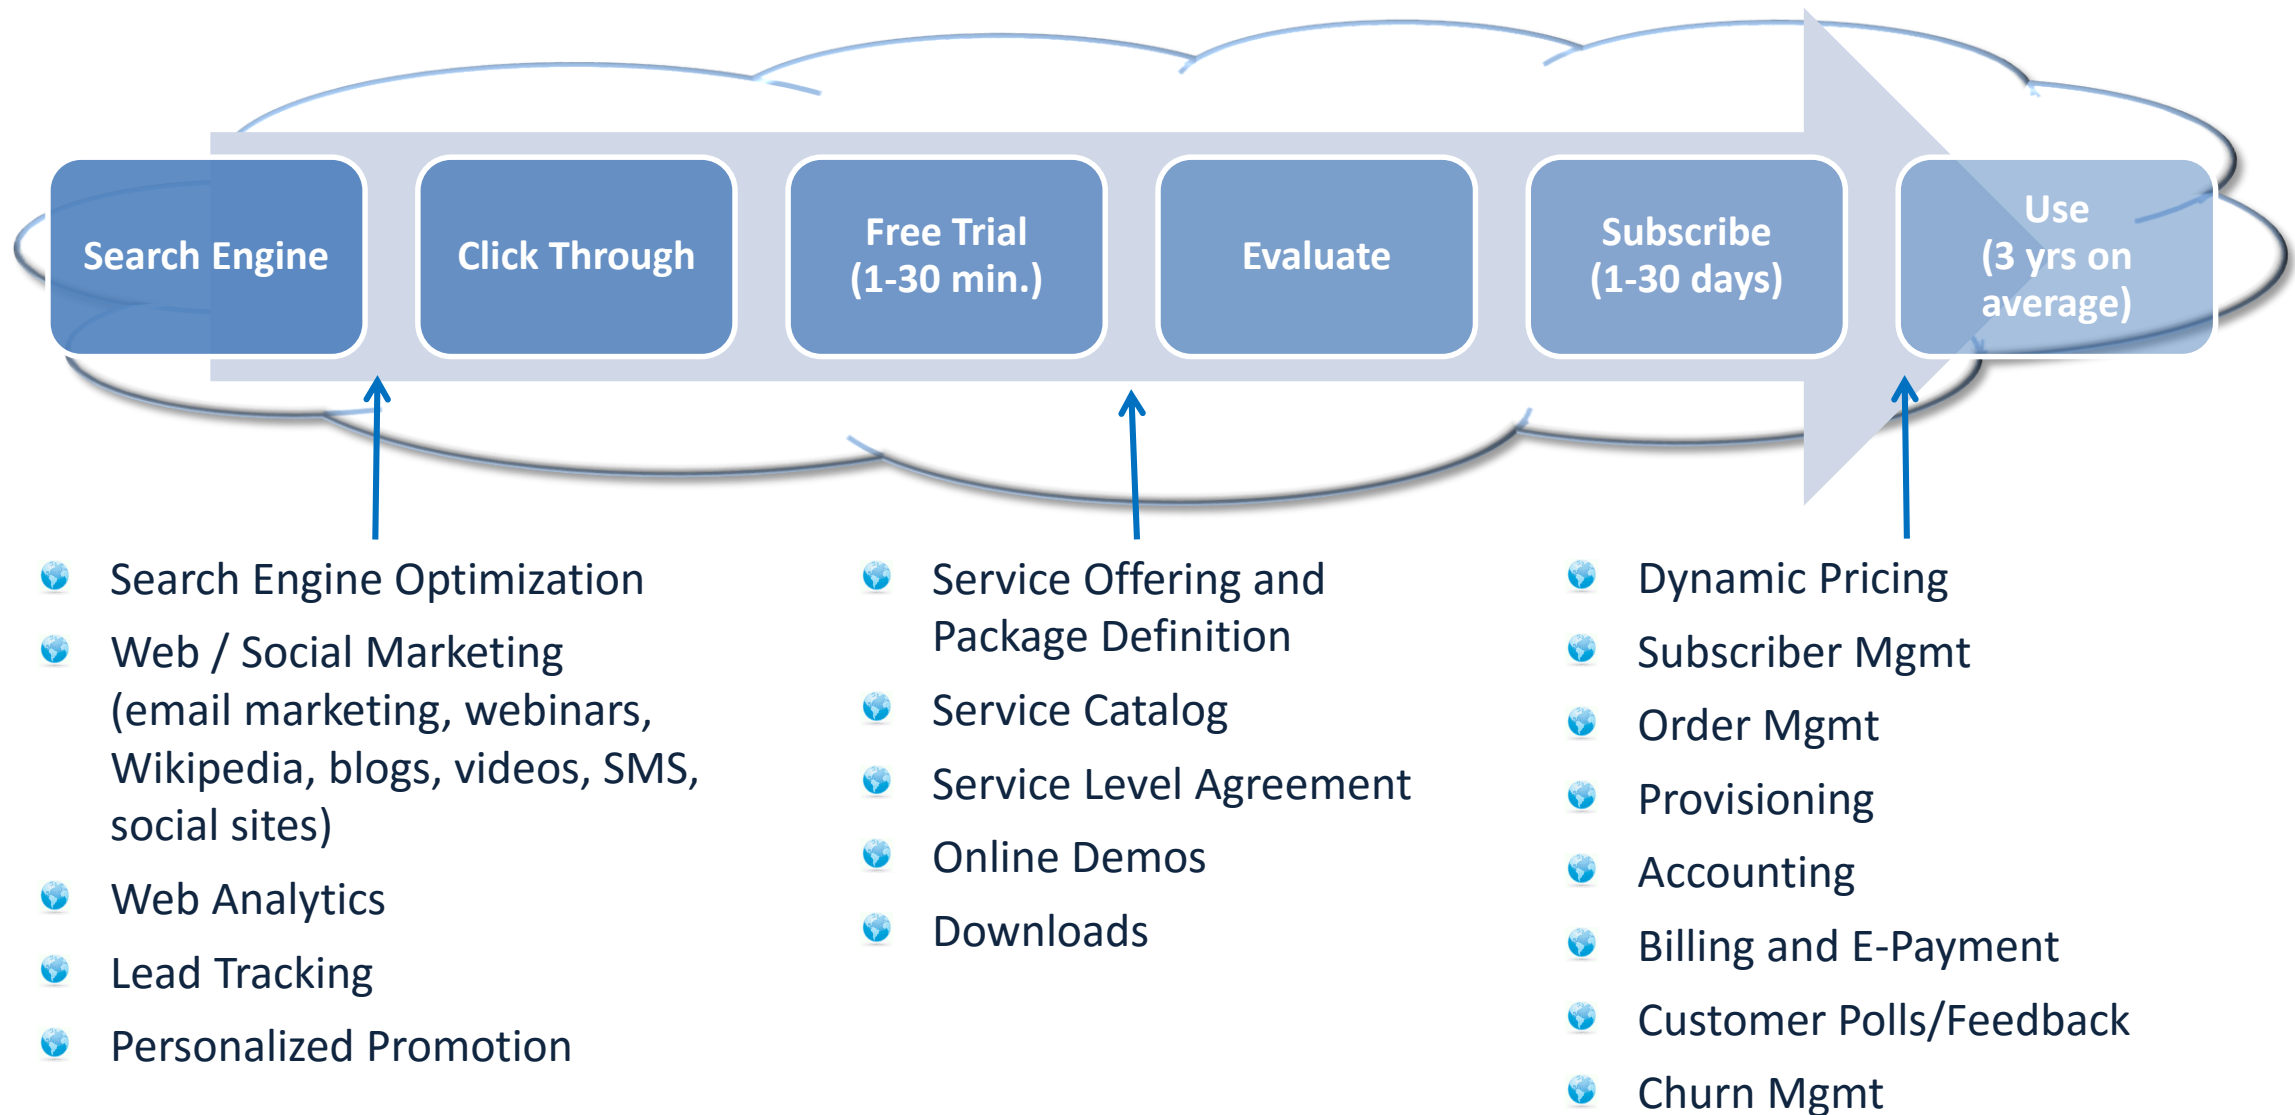 Search Engine
Click Through
Free Trial
(1-30 min.)
Evaluate
Subscribe
(1-30 days)
Use
(3 yrs on
average)
Search Engine Optimization
Web / Social Marketing
(email marketing, webinars,
Wikipedia, blogs, videos, SMS,
social sites)
Web Analytics
Lead Tracking
Personalized Promotion
Service Offering and
Package Definition
Service Catalog
Service Level Agreement
Online Demos
Downloads
Dynamic Pricing
Subscriber Mgmt
Order Mgmt
Provisioning
Accounting
Billing and E-Payment
Customer Polls/Feedback
Churn Mgmt